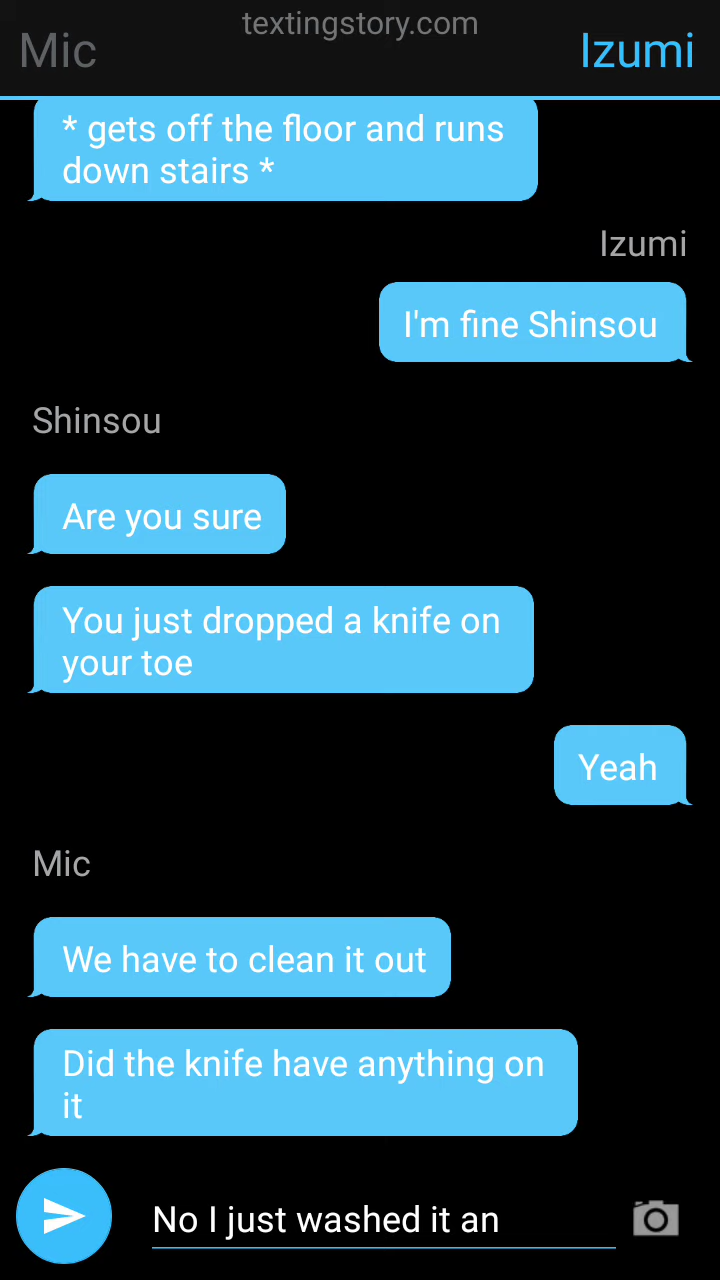 textingstory.com
Mic
Izumi
* gets off the floor and runs
down stairs *
Izumi
I'm fine Shinsou
Shinsou
Are you sure
You just dropped a knife on
your toe
Yeah
Mic
We have to clean it out
Did the knife have anything on
it
No I just washed it an